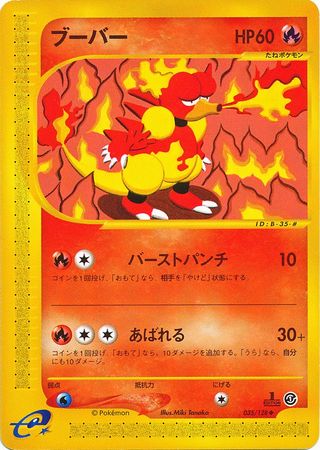 ブーバー HP60
たねポケモン
ID:B-35-#
バーストパンチ 10
コインを1回投げ、「おもて」なら、相手を「やけど」状態にする。
あばれる 30+
コインを1回投げ、「おもて」なら、10ダメージを追加する。「うら」なら、自分
にも10ダメージ。
弱点 抵抗力 にげる
1
EDITION
© Pokémon Illus.Miki Tanaka 035/128
e